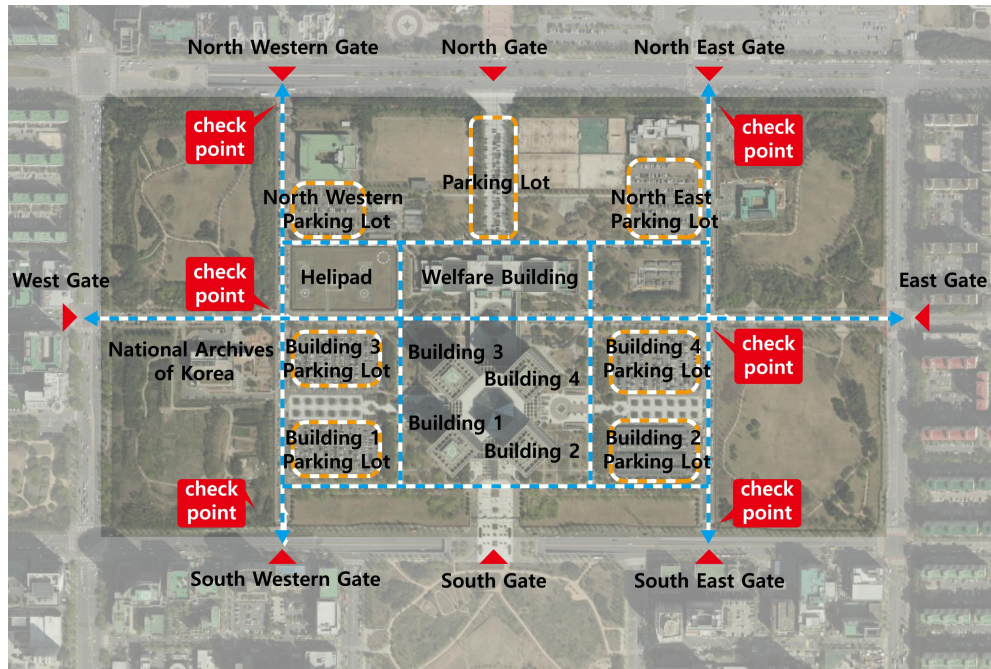 North Western Gate
North Gate
North East Gate
check
point
check
point
Parking Lot
North Western
Parking Lot
North East
Parking Lot
West Gate
check
point
Helipad
Welfare Building
East Gate
National Archives
of Korea
Building 3
Parking Lot
Building 3
Building 4
Building 4
Parking Lot
check
point
Building 1
Parking Lot
Building 1
Building 2
Building 2
Parking Lot
check
point
check
point
South Western Gate
South Gate
South East Gate